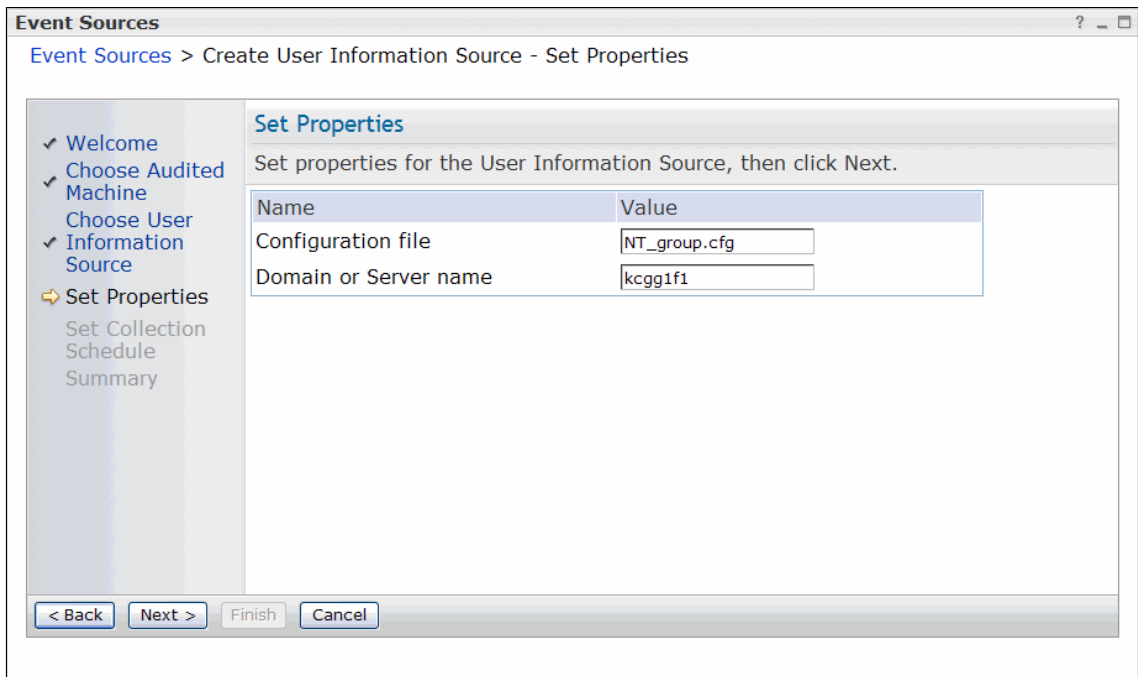 Event Sources ?
Event Sources > Create User Information Source - Set Properties
Welcome
Choose Audited
Machine
Choose User
Information
Source
Set Properties
Set Collection
Schedule
Summary
Set Properties
Set properties for the User Information Source, then click Next.
Name Value
Configuration file NT_group.cfg
Domain or Server name kcgg1f1
< Back Next > Finish Cancel